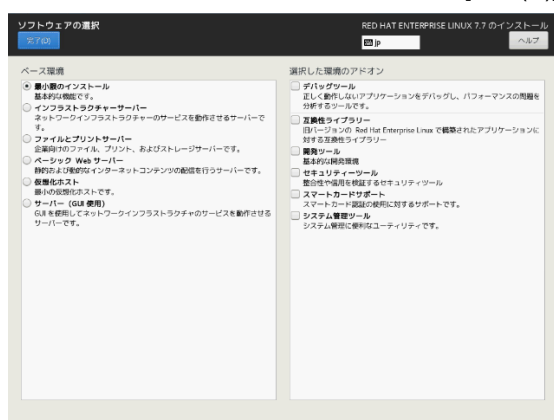 ソフトウェアの選択
RED HAT ENTERPRISE LINUX 7.7 のインストール
完了(D)
jp
ヘルプ
ベース環境
最小限のインストール
基本的な機能です。
インフラストラクチャーサーバー
ネットワークインフラストラクチャーのサービスを動作させるサーバーで
す。
ファイルとプリントサーバー
企業向けのファイル、プリント、およびストレージサーバーです。
ベーシック Web サーバー
静的および動的なインターネットコンテンツの配信を行うサーバーです。
仮想化ホスト
最小の仮想化ホストです。
サーバー（GUI 使用）
GUI を使用してネットワークインフラストラクチャのサービスを動作させる
サーバーです。
選択した環境のアドオン
デバッグツール
正しく動作しないアプリケーションをデバッグし、パフォーマンスの問題を
分析するツールです。
互換性ライブラリー
旧バージョンの Red Hat Enterprise Linux で構築されたアプリケーションに
対する互換性ライブラリー
開発ツール
基本的な開発環境
セキュリティーツール
整合性や信用を検証するセキュリティツール
スマートカードサポート
スマートカード認証の使用に対するサポートです。
システム管理ツール
システム管理に便利なユーティリティです。